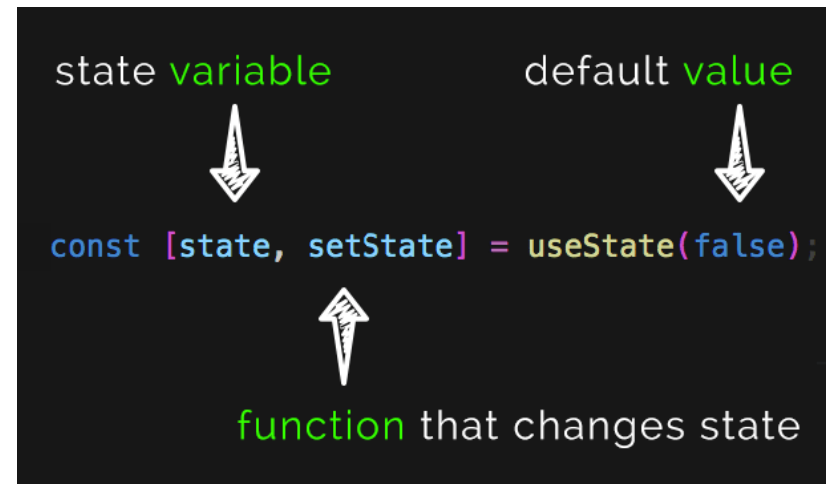 state variable
default value
const [state, setState] = useState(false);
function that changes state